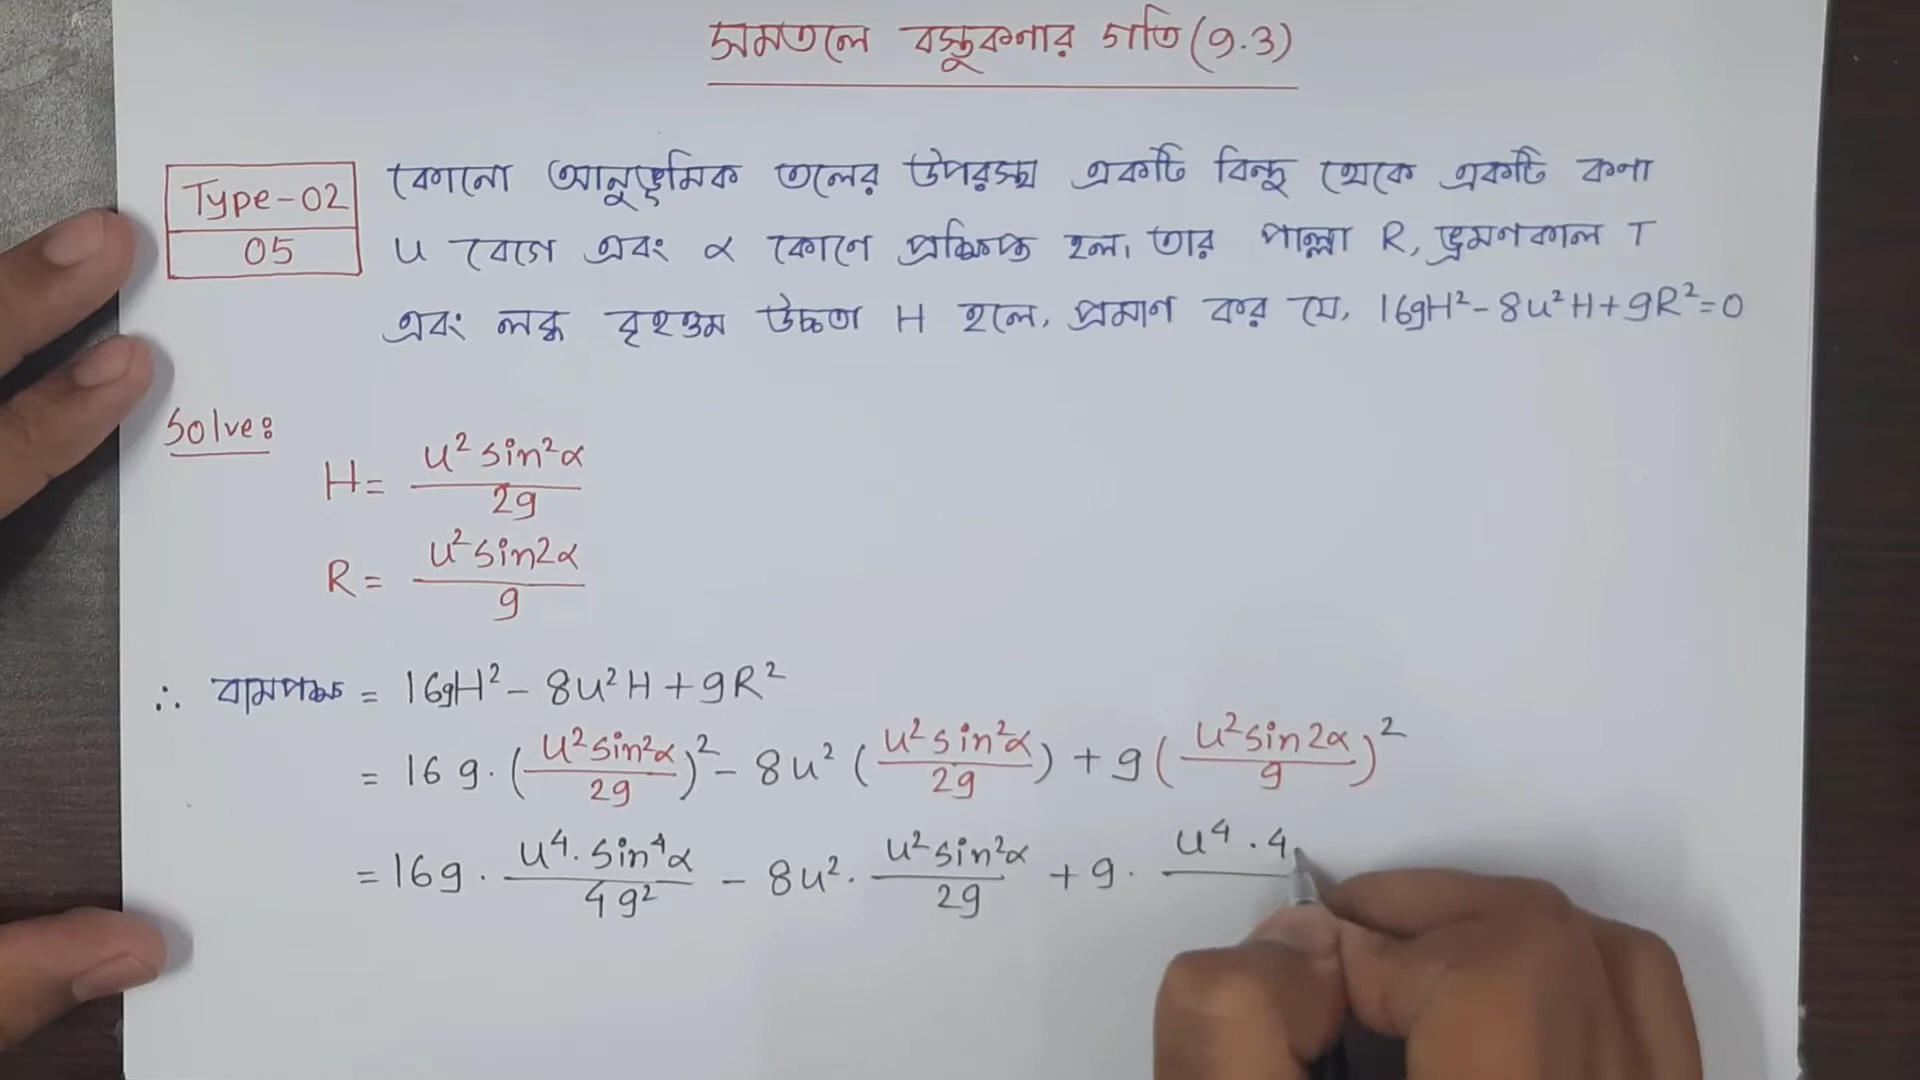 সমতলে বস্তুকণার গতি (9.3)
Type-02
05
কোনো আনুভূমিক তলের উপরস্থ একটি বিন্দু থেকে একটি কণা
u বেগে এবং α কোণে প্রক্ষিপ্ত হল। তার পাল্লা R, ভ্রমণকাল T
এবং লব্ধ বৃহত্তম উচ্চতা H হলে, প্রমাণ কর যে, 16gH² - 8u²H + gR² = 0
Solve:
H = u² sin²α / 2g
R = u² sin2α / g
∴ বামপক্ষ = 16gH² - 8u²H + gR²
= 16 g · (u² sin²α / 2g)² - 8u² (u² sin²α / 2g) + g (u² sin 2α / g)²
= 16g · u⁴ · sin⁴α / 4g² - 8u² · u² sin²α / 2g + g · u⁴ · 4